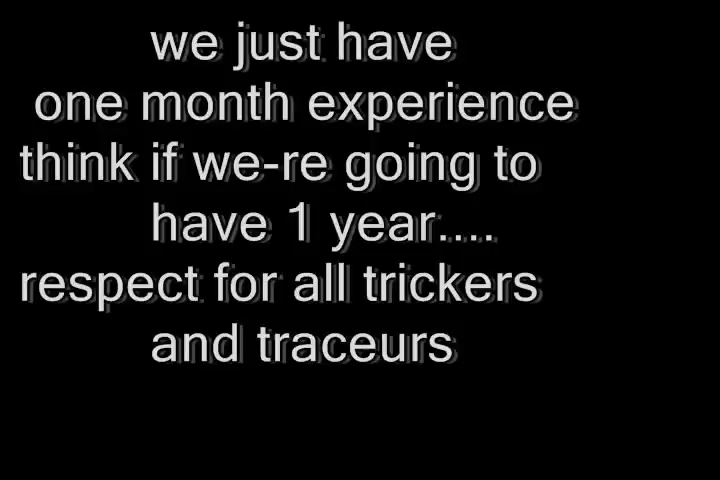 we just have
one month experience
think if we-re going to
have 1 year....
respect for all trickers
and traceurs